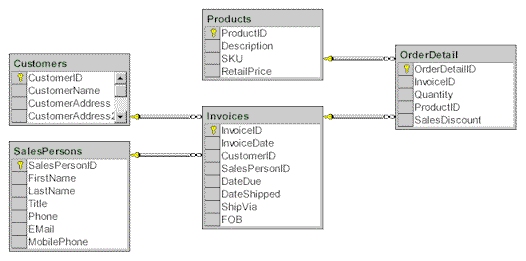 Products
ProductID
Description
SKU
RetailPrice
Customers
CustomerID
CustomerName
CustomerAddress
CustomerAddress2
OrderDetail
OrderDetailID
InvoiceID
Quantity
ProductID
SalesDiscount
Invoices
InvoiceID
InvoiceDate
CustomerID
SalesPersonID
DateDue
DateShipped
ShipVia
FOB
SalesPersons
SalesPersonID
FirstName
LastName
Title
Phone
EMail
MobilePhone